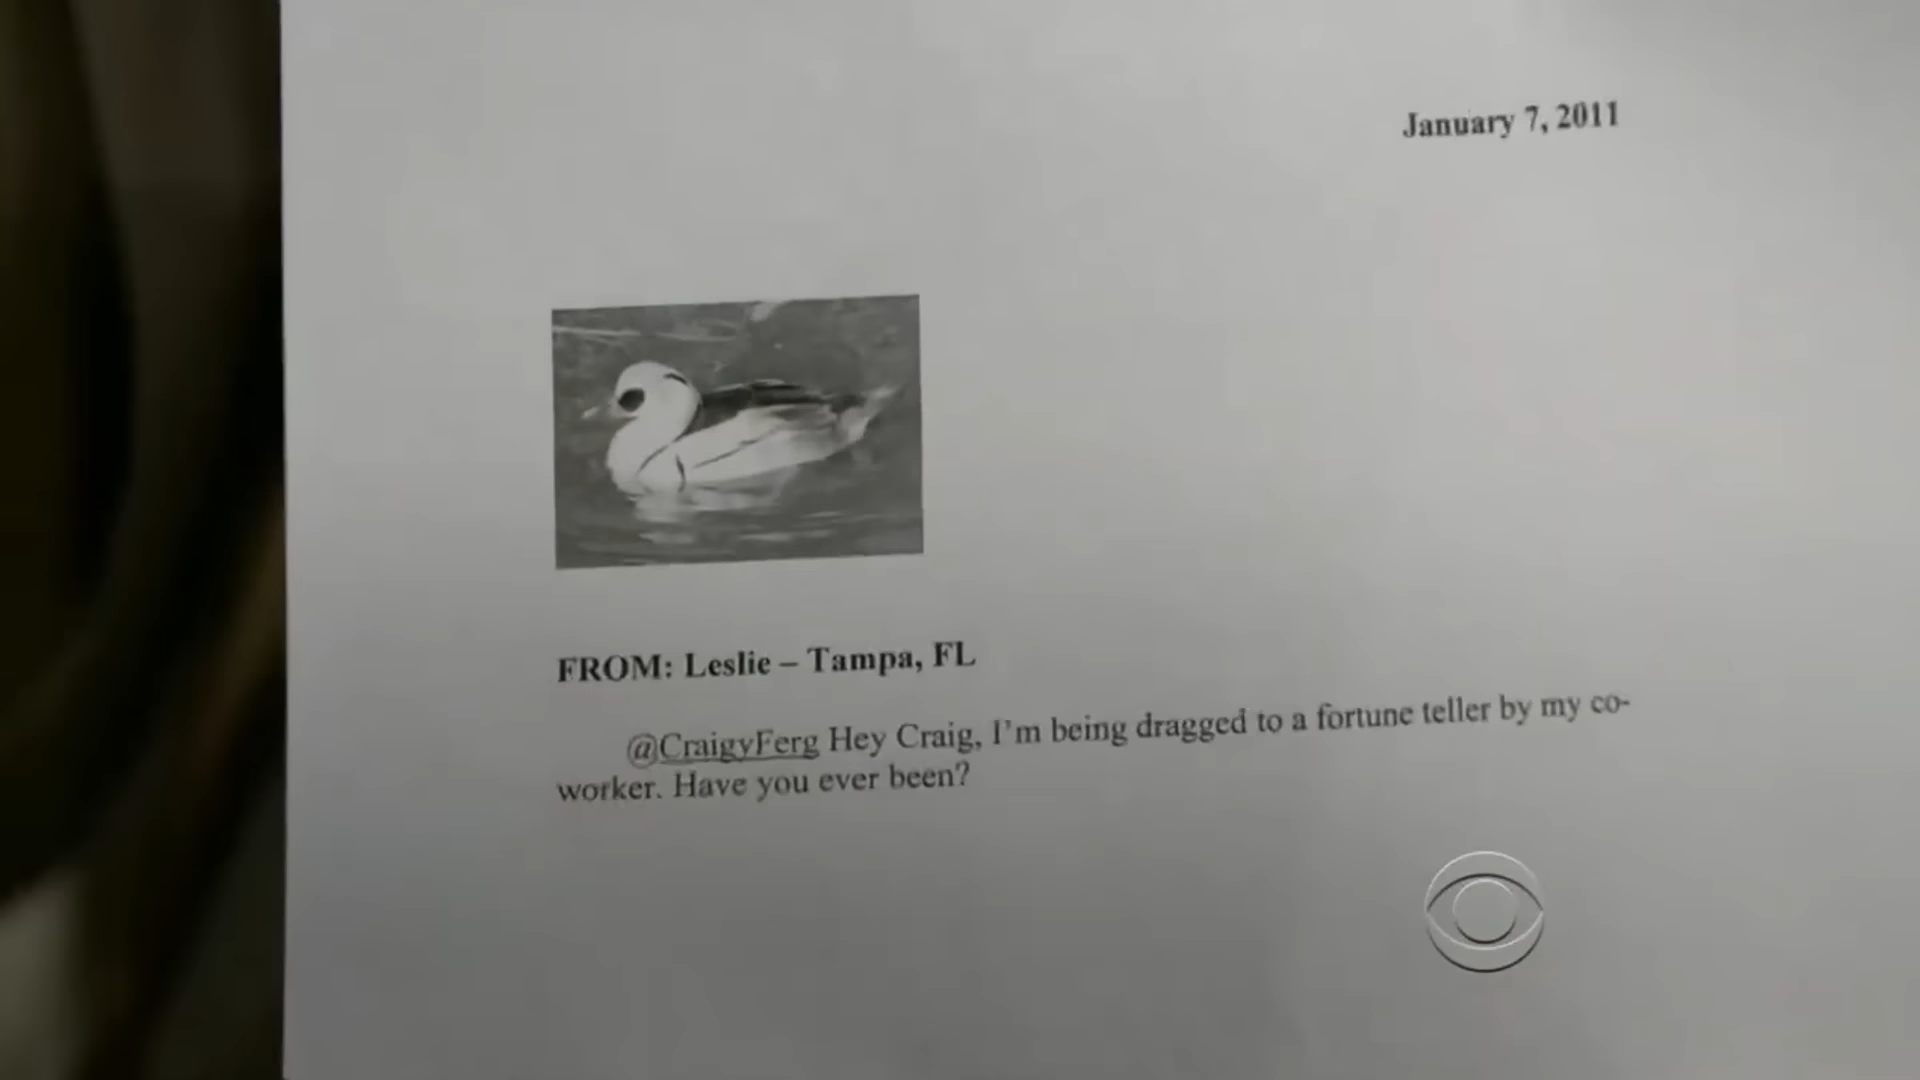 January 7, 2011
FROM: Leslie – Tampa, FL
@CraigyFerg Hey Craig, I'm being dragged to a fortune teller by my co-
worker. Have you ever been?